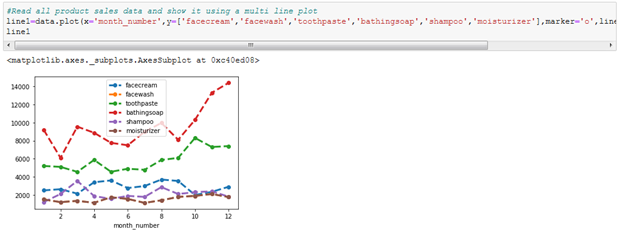 #Read all product sales data and show it using a multi line plot
line1=data.plot(x='month_number',y=['facecream','facewash','toothpaste','bathingsoap','shampoo','moisturizer'],marker='o',line
line1
<matplotlib.axes._subplots.AxesSubplot at 0xc40ed08>
facecream
facewash
toothpaste
bathingsoap
shampoo
moisturizer
14000
12000
10000
8000
6000
4000
2000
2 4 6 8 10 12
month_number